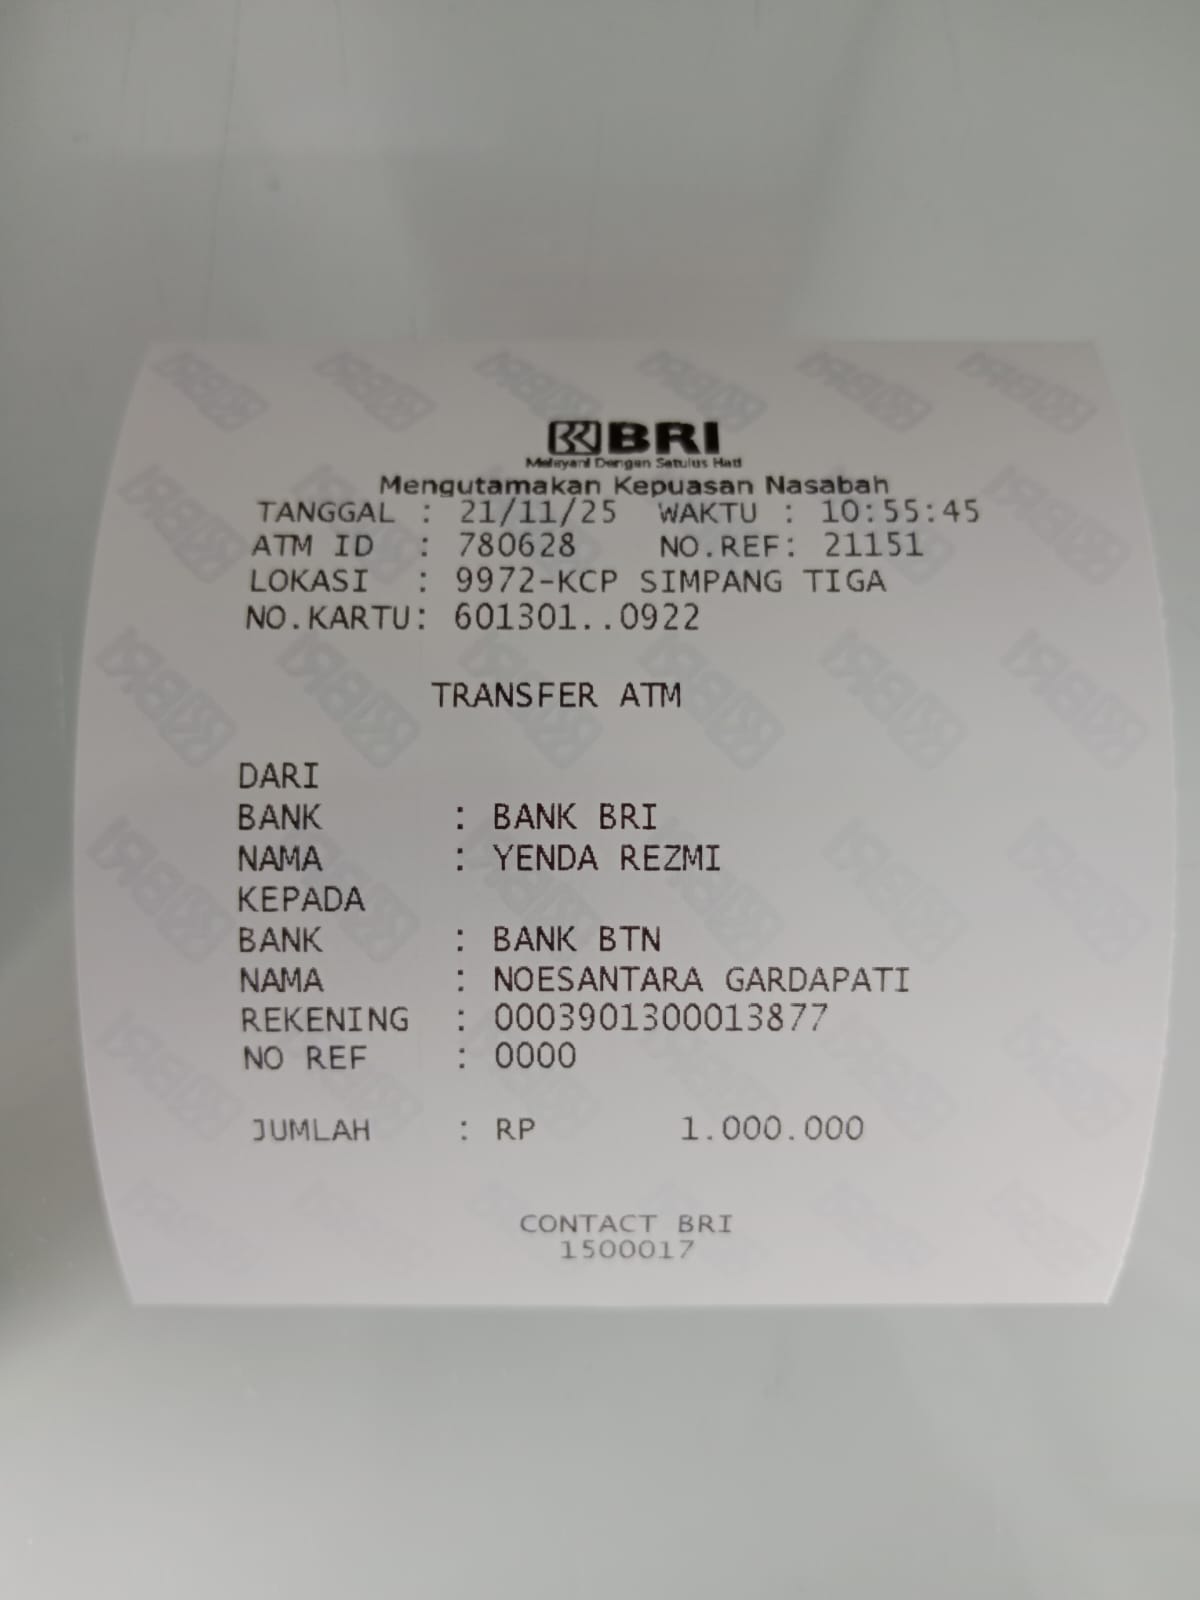 BRI
Melayani Dengan Setulus Hati
Mengutamakan Kepuasan Nasabah
TANGGAL : 21/11/25 WAKTU : 10:55:45
ATM ID : 780628 NO.REF: 21151
LOKASI : 9972-KCP SIMPANG TIGA
NO.KARTU: 601301..0922
TRANSFER ATM
DARI
BANK : BANK BRI
NAMA : YENDA REZMI
KEPADA
BANK : BANK BTN
NAMA : NOESANTARA GARDAPATI
REKENING : 0003901300013877
NO REF : 0000
JUMLAH : RP 1.000.000
CONTACT BRI
1500017